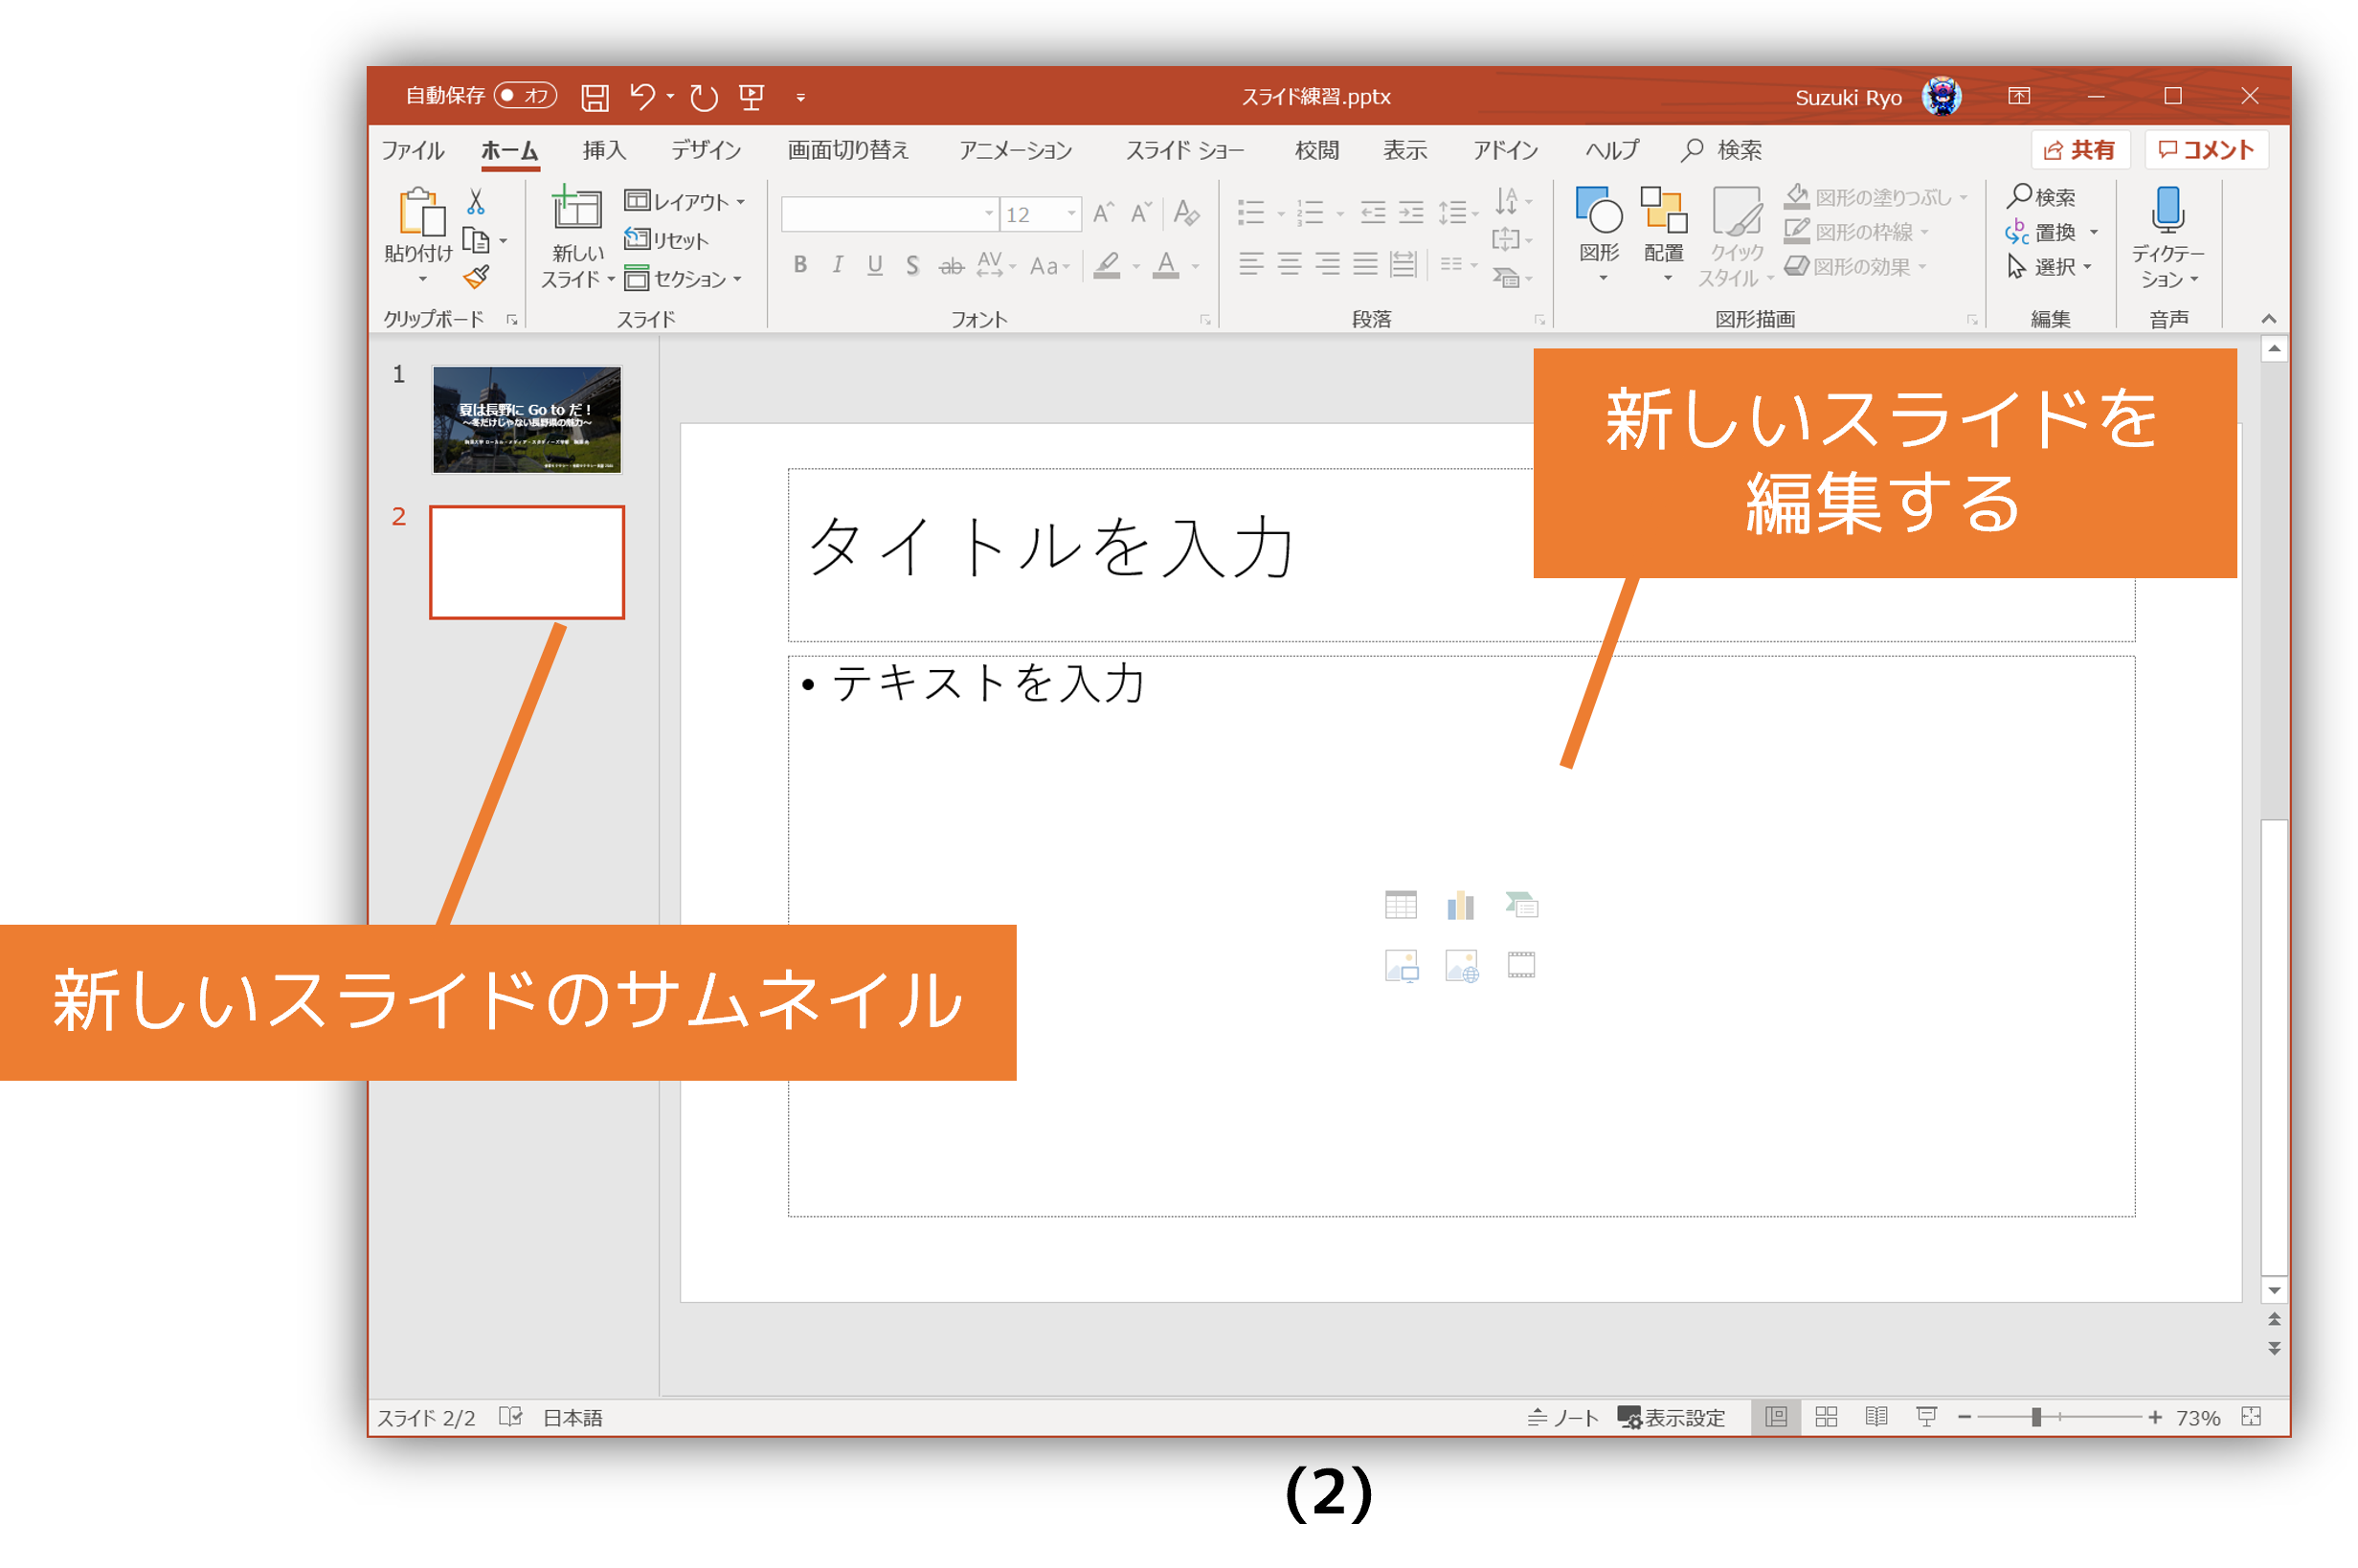 自動保存 オフ スライド練習.pptx Suzuki Ryo
ファイル ホーム 挿入 デザイン 画面切り替え アニメーション スライド ショー 校閲 表示 アドイン ヘルプ 検索 共有 コメント
貼り付け
新しい
スライド
レイアウト
リセット
セクション
12
B I U S ab AV Aa A
図形
配置
クイック
スタイル
図形の塗りつぶし
図形の枠線
図形の効果
検索
置換
選択
ディクテー
ション
クリップボード スライド フォント 段落 図形描画 編集 音声
1
夏は長野に Go to だ！
～冬だけじゃない長野県の魅力～
2
新しいスライドを
編集する
タイトルを入力
• テキストを入力
新しいスライドのサムネイル
スライド 2/2 日本語 ノート 表示設定 73%
(2)